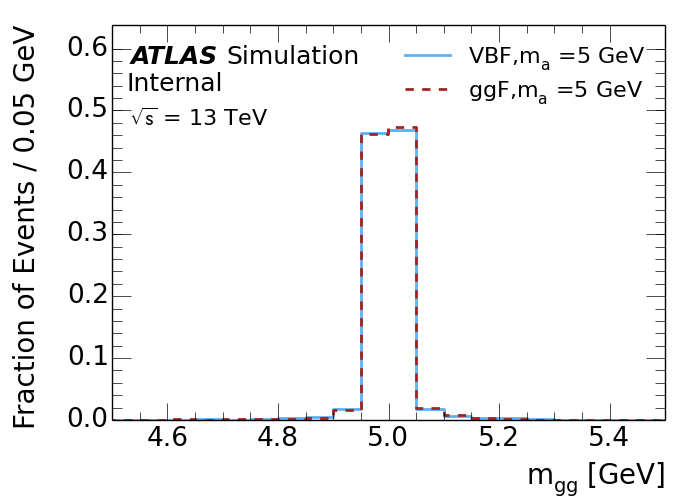 0.6
0.5
0.4
0.3
0.2
0.1
0.0
Fraction of Events / 0.05 GeV
ATLAS Simulation
Internal
√s = 13 TeV
VBF,mₐ =5 GeV
ggF,mₐ =5 GeV
4.6 4.8 5.0 5.2 5.4
m_gg [GeV]